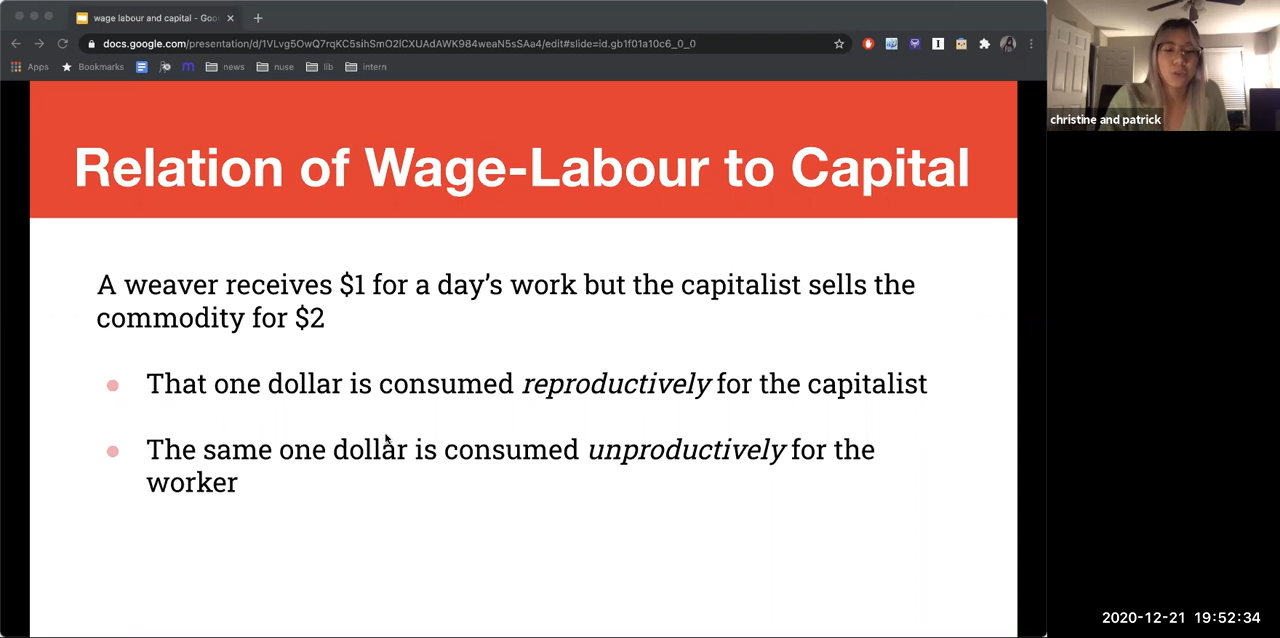 wage labour and capital - Goo
docs.google.com/presentation/d/1VLvg5OwQ7rqKC5sihSmO2ICXUAdAWK984weaN5sSAa4/edit#slide=id.gb1f01a10c6_0_0
Apps Bookmarks news nuse lib intern
christine and patrick
Relation of Wage-Labour to Capital
A weaver receives $1 for a day’s work but the capitalist sells the
commodity for $2
● That one dollar is consumed reproductively for the capitalist
● The same one dollar is consumed unproductively for the
worker
2020-12-21 19:52:34